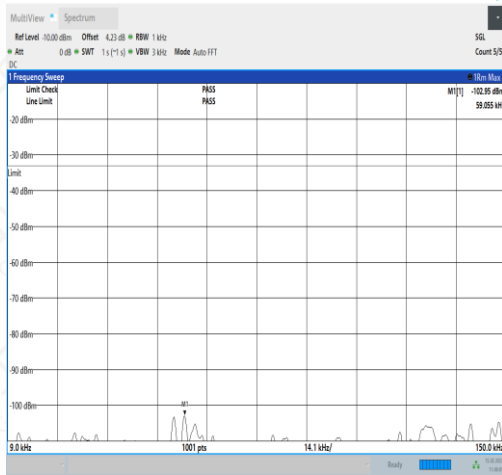 MultiView Spectrum
Ref Level -10.00 dBm Offset 4.23 dB RBW 1 kHz SGL
Att 0 dB SWT 1 s (~1 s) VBW 3 kHz Mode Auto FFT Count 5/5
DC
1 Frequency Sweep 1Rm Max
Limit Check PASS M1[1] -102.95 dBm
Line Limit PASS 59.055 kH
-20 dBm
-30 dBm
Limit
-40 dBm
-50 dBm
-60 dBm
-70 dBm
-80 dBm
-90 dBm
-100 dBm
M1
9.0 kHz 1001 pts 14.1 kHz/ 150.0 kHz
Ready